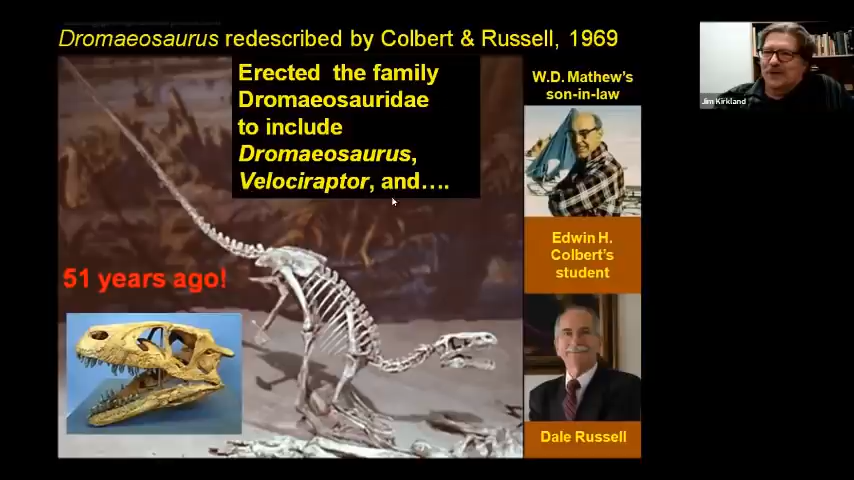 Dromaeosaurus redescribed by Colbert & Russell, 1969
Erected the family
Dromaeosauridae
to include
Dromaeosaurus,
Velociraptor, and….
51 years ago!
W.D. Mathew's
son-in-law
Edwin H.
Colbert's
student
Dale Russell
Jim Kirkland